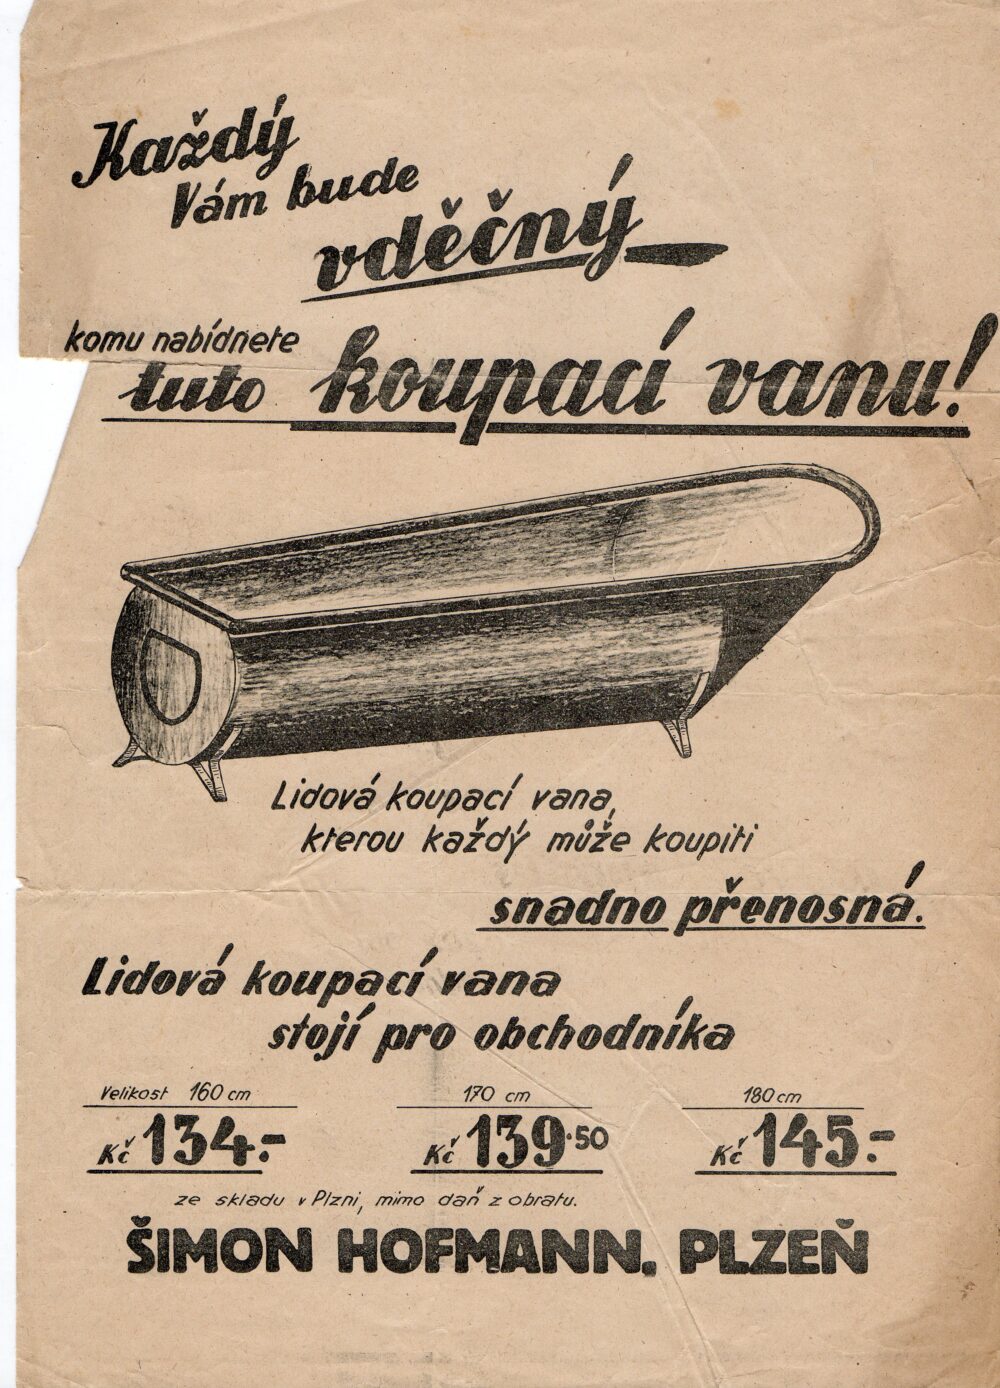 Každý
Vám bude
vděčný
komu nabídnete
tuto koupací vanu!
Lidová koupací vana,
kterou každý může koupiti
snadno přenosná.
Lidová koupací vana
stojí pro obchodníka
Velikost 160 cm 170 cm 180 cm
Kč 134.- Kč 139.50 Kč 145.-
ze skladu v Plzni, mimo daň z obratu.
ŠIMON HOFMANN, PLZEŇ